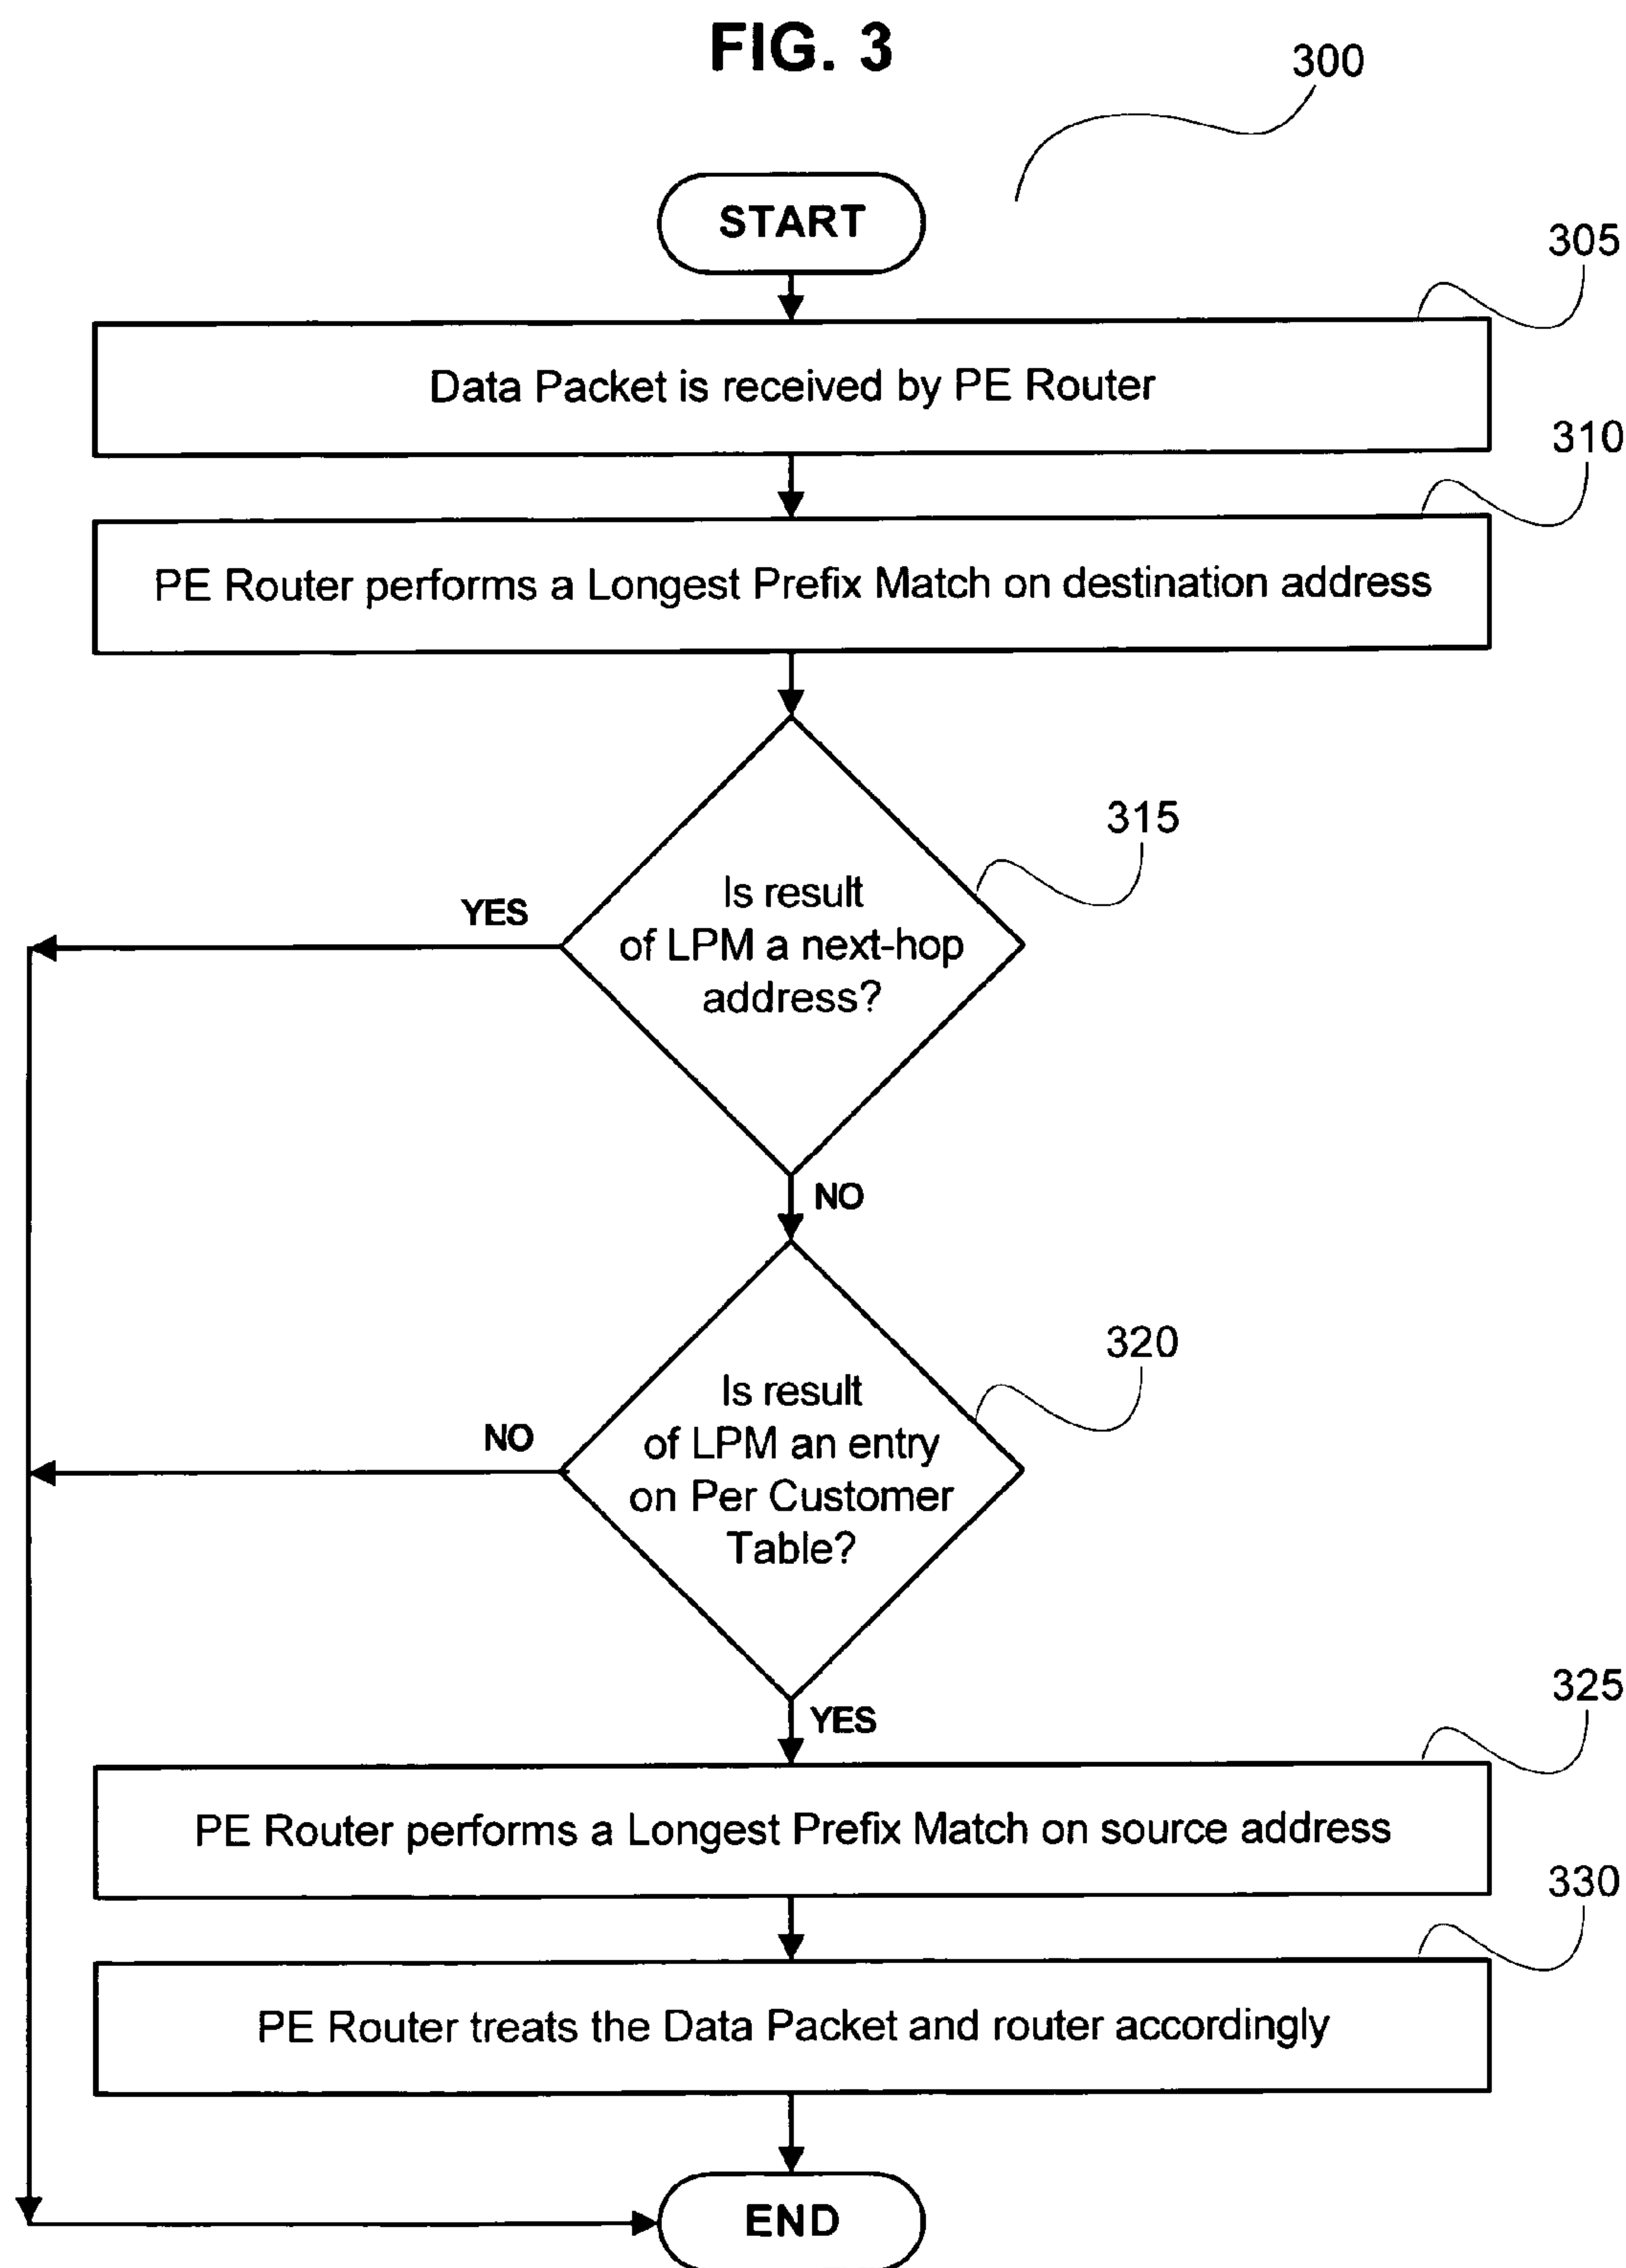 FIG. 3
300
START
305
Data Packet is received by PE Router
310
PE Router performs a Longest Prefix Match on destination address
315
Is result
of LPM a next-hop
address?
YES
NO
320
Is result
of LPM an entry
on Per Customer
Table?
NO
YES
325
PE Router performs a Longest Prefix Match on source address
330
PE Router treats the Data Packet and router accordingly
END